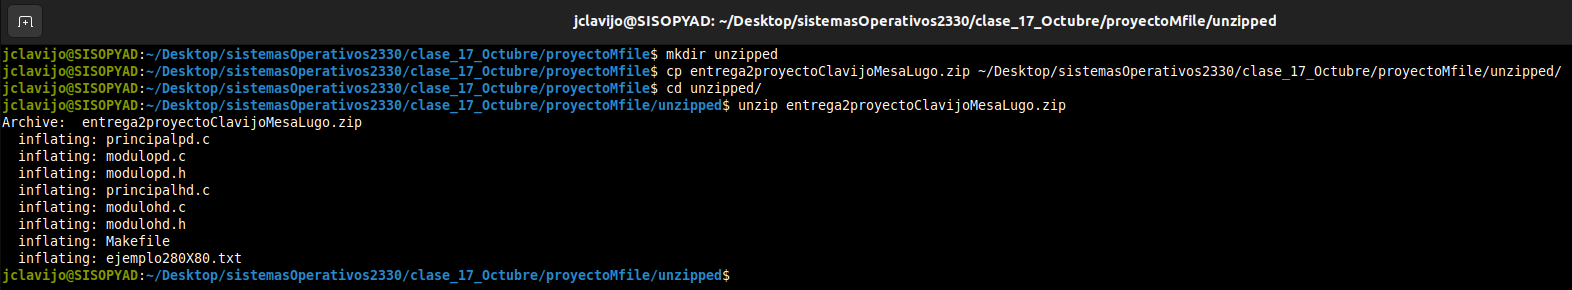 jclavijo@SISOPYAD: ~/Desktop/sistemasOperativos2330/clase_17_Octubre/proyectoMfile/unzipped
jclavijo@SISOPYAD:~/Desktop/sistemasOperativos2330/clase_17_Octubre/proyectoMfile$ mkdir unzipped
jclavijo@SISOPYAD:~/Desktop/sistemasOperativos2330/clase_17_Octubre/proyectoMfile$ cp entrega2proyectoClavijoMesaLugo.zip ~/Desktop/sistemasOperativos2330/clase_17_Octubre/proyectoMfile/unzipped/
jclavijo@SISOPYAD:~/Desktop/sistemasOperativos2330/clase_17_Octubre/proyectoMfile$ cd unzipped/
jclavijo@SISOPYAD:~/Desktop/sistemasOperativos2330/clase_17_Octubre/proyectoMfile/unzipped$ unzip entrega2proyectoClavijoMesaLugo.zip
Archive:  entrega2proyectoClavijoMesaLugo.zip
  inflating: principalpd.c
  inflating: modulopd.c
  inflating: modulopd.h
  inflating: principalhd.c
  inflating: modulohd.c
  inflating: modulohd.h
  inflating: Makefile
  inflating: ejemplo280X80.txt
jclavijo@SISOPYAD:~/Desktop/sistemasOperativos2330/clase_17_Octubre/proyectoMfile/unzipped$